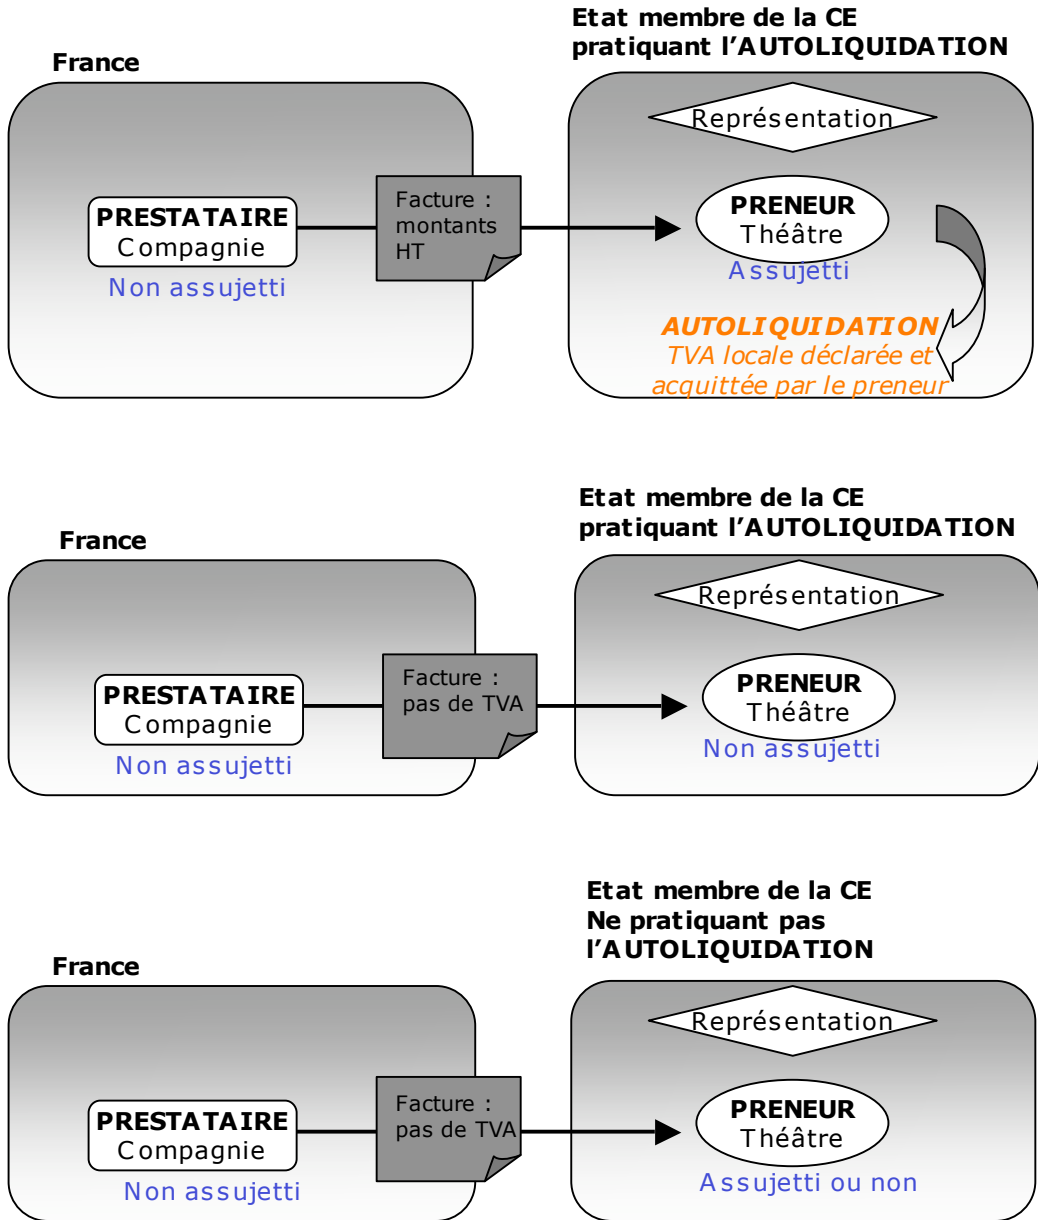 Etat membre de la CE
pratiquant l'AUTOLIQUIDATION
France
Représentation
PRESTATAIRE
Compagnie
Non assujetti
Facture :
montants
HT
PRENEUR
Théâtre
Assujetti
AUTOLIQUIDATION
TVA locale déclarée et
acquittée par le preneur
Etat membre de la CE
pratiquant l'AUTOLIQUIDATION
France
Représentation
PRESTATAIRE
Compagnie
Non assujetti
Facture :
pas de TVA
PRENEUR
Théâtre
Non assujetti
Etat membre de la CE
Ne pratiquant pas
l'AUTOLIQUIDATION
France
Représentation
PRESTATAIRE
Compagnie
Non assujetti
Facture :
pas de TVA
PRENEUR
Théâtre
Assujetti ou non